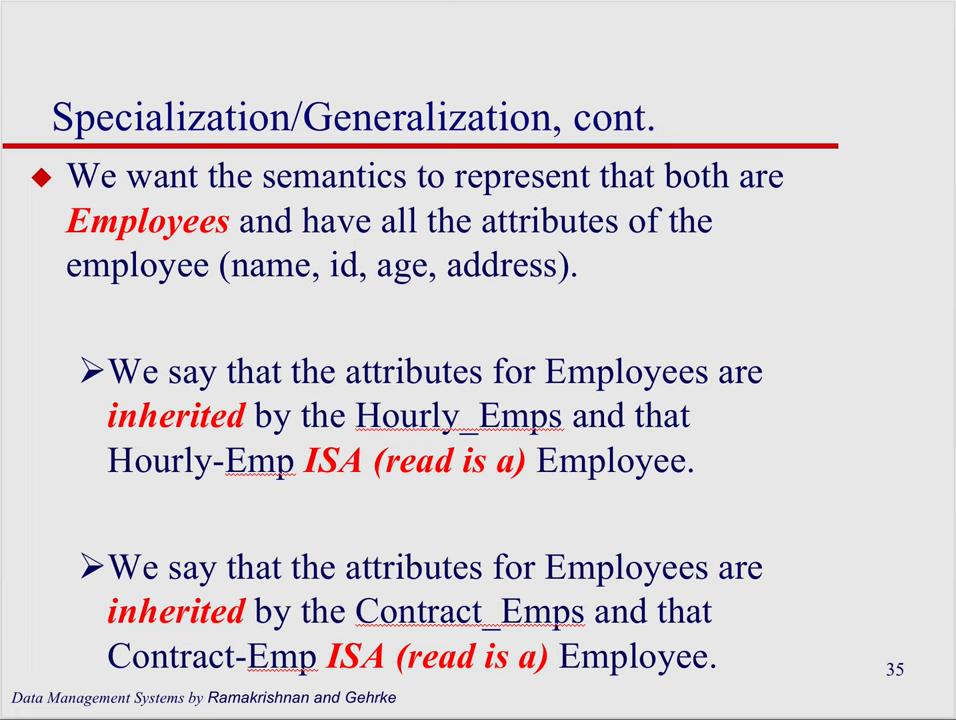 Specialization/Generalization, cont.
We want the semantics to represent that both are
Employees and have all the attributes of the
employee (name, id, age, address).
We say that the attributes for Employees are
inherited by the Hourly_Emps and that
Hourly-Emp ISA (read is a) Employee.
We say that the attributes for Employees are
inherited by the Contract_Emps and that
Contract-Emp ISA (read is a) Employee.
35
Data Management Systems by Ramakrishnan and Gehrke